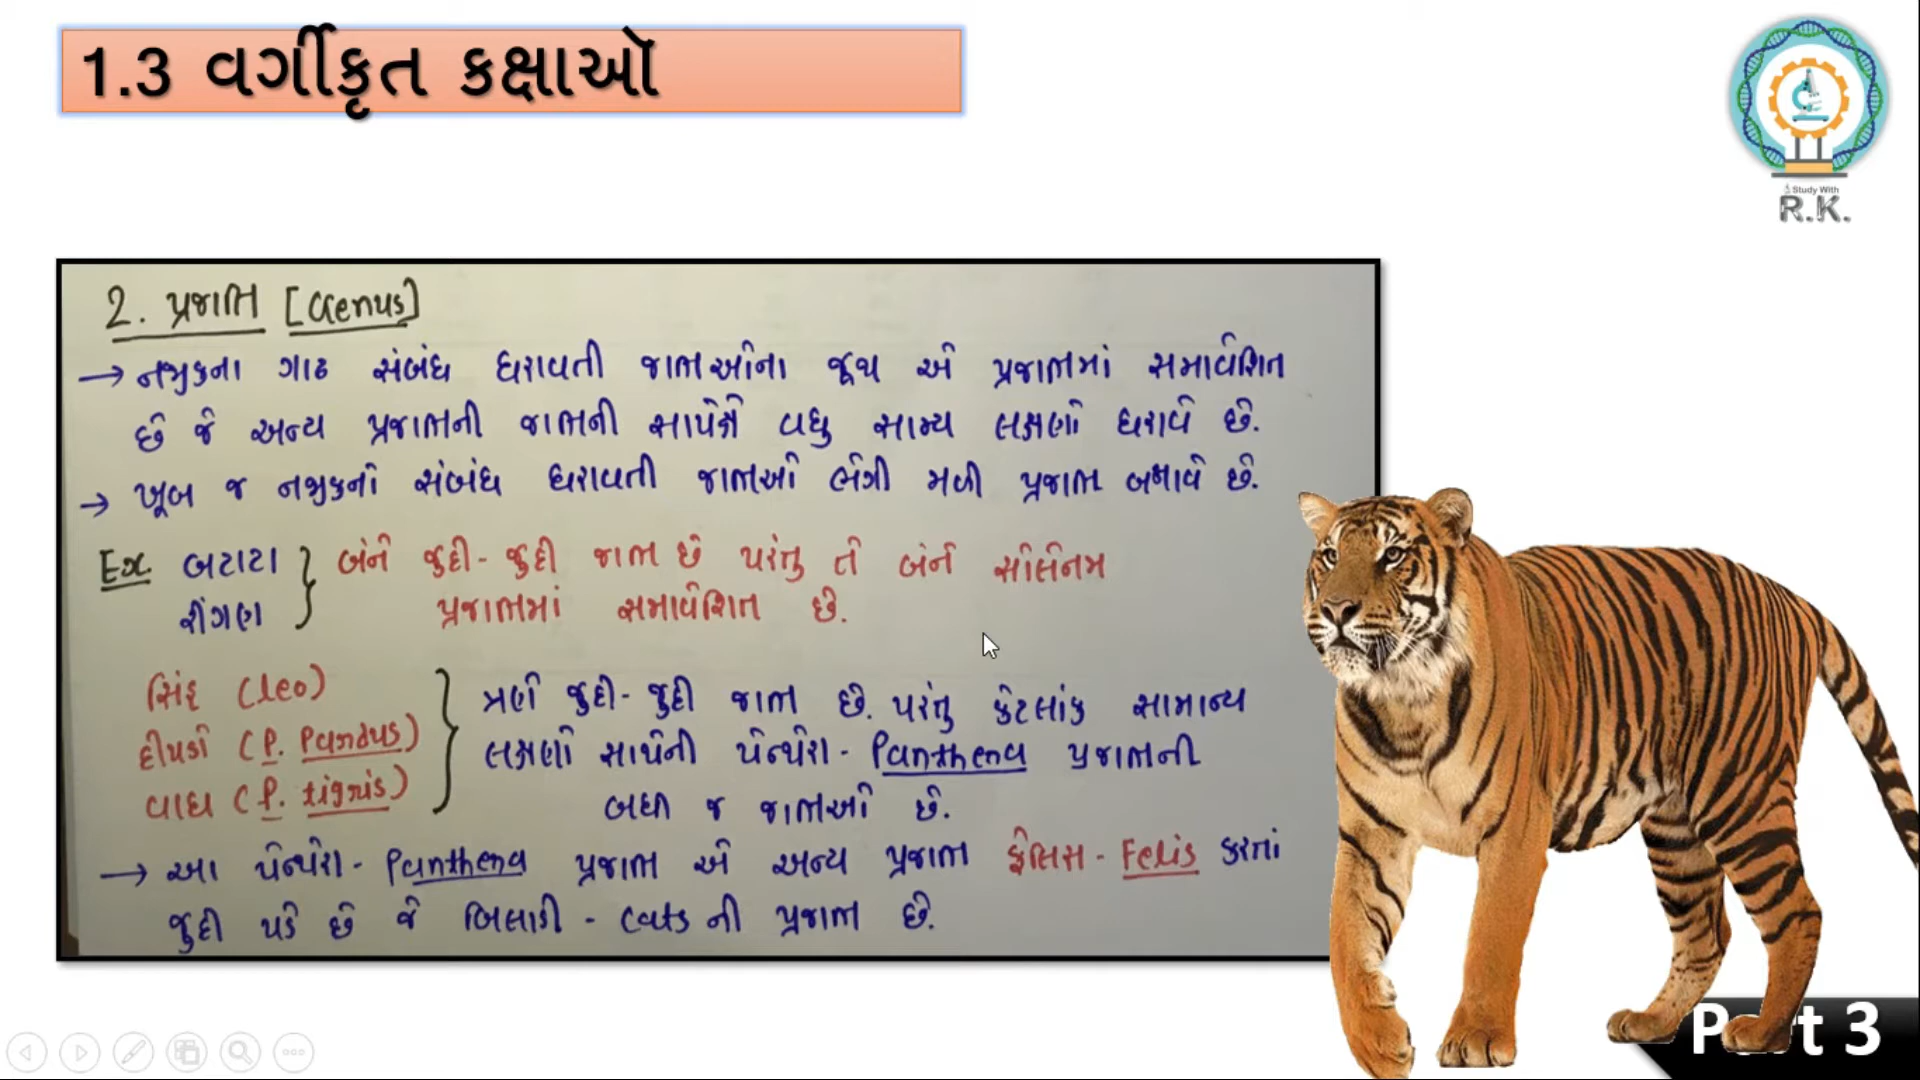 1.3 વર્ગીકૃત કક્ષાઓ
Study With
R.K.
2. પ્રજાતિ [Genus]
→ નજીકના ગાઢ સંબંધ ધરાવતી જાતિઓના જૂથ એ પ્રજાતિમાં સમાવેશિત
છે જે અન્ય પ્રજાતિની જાતિની સાપેક્ષે વધુ સામ્ય લક્ષણો ધરાવે છે.
→ ખૂબ જ નજીકનો સંબંધ ધરાવતી જાતિઓ ભેગી મળી પ્રજાતિ બનાવે છે.
Ex. બટાટા } બંને જુદી-જુદી જાતિ છે પરંતુ તે બંને સોલેનમ
રીંગણ પ્રજાતિમાં સમાવેશિત છે.
સિંહ (leo) } ત્રણે જુદી-જુદી જાતિ છે. પરંતુ કેટલાંક સામાન્ય
દીપડો (P. Pardus) લક્ષણો સાથેની પેન્થેરા - Panthera પ્રજાતિની
વાઘ (P. tigris) બધી જ જાતિઓ છે.
→ આ પેન્થેરા - Panthera પ્રજાતિ એ અન્ય પ્રજાતિ ફેલિસ - Felis કરતાં
જુદી પડે છે જે બિલાડી - Cats ની પ્રજાતિ છે.
Part 3